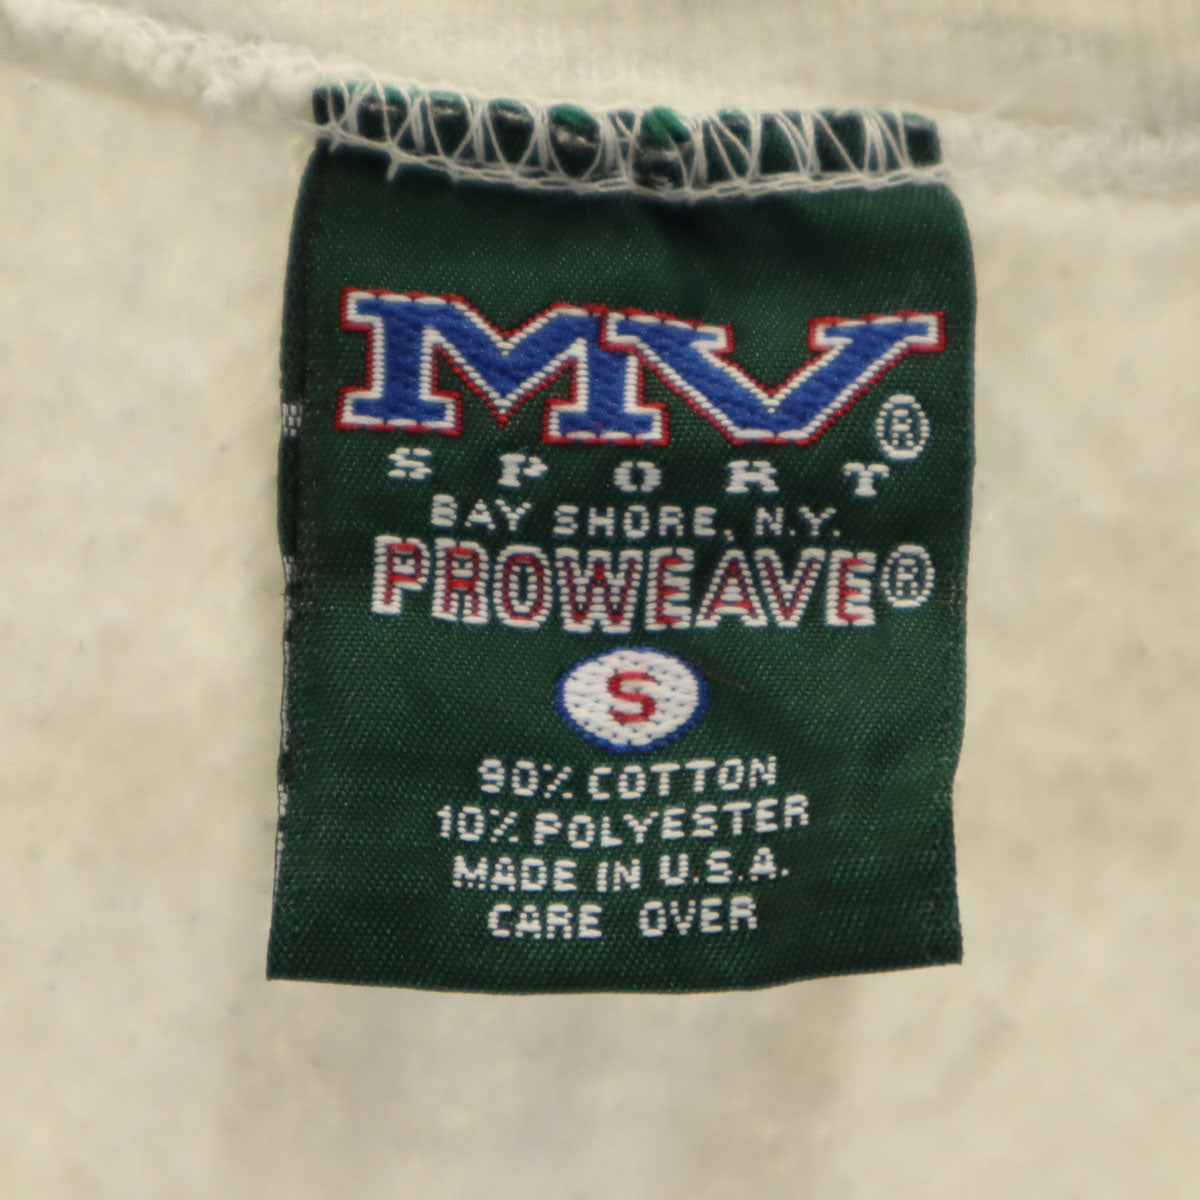 MV®
SPORT
BAY SHORE, N.Y.
PROWEAVE®
S
90% COTTON
10% POLYESTER
MADE IN U.S.A.
CARE OVER